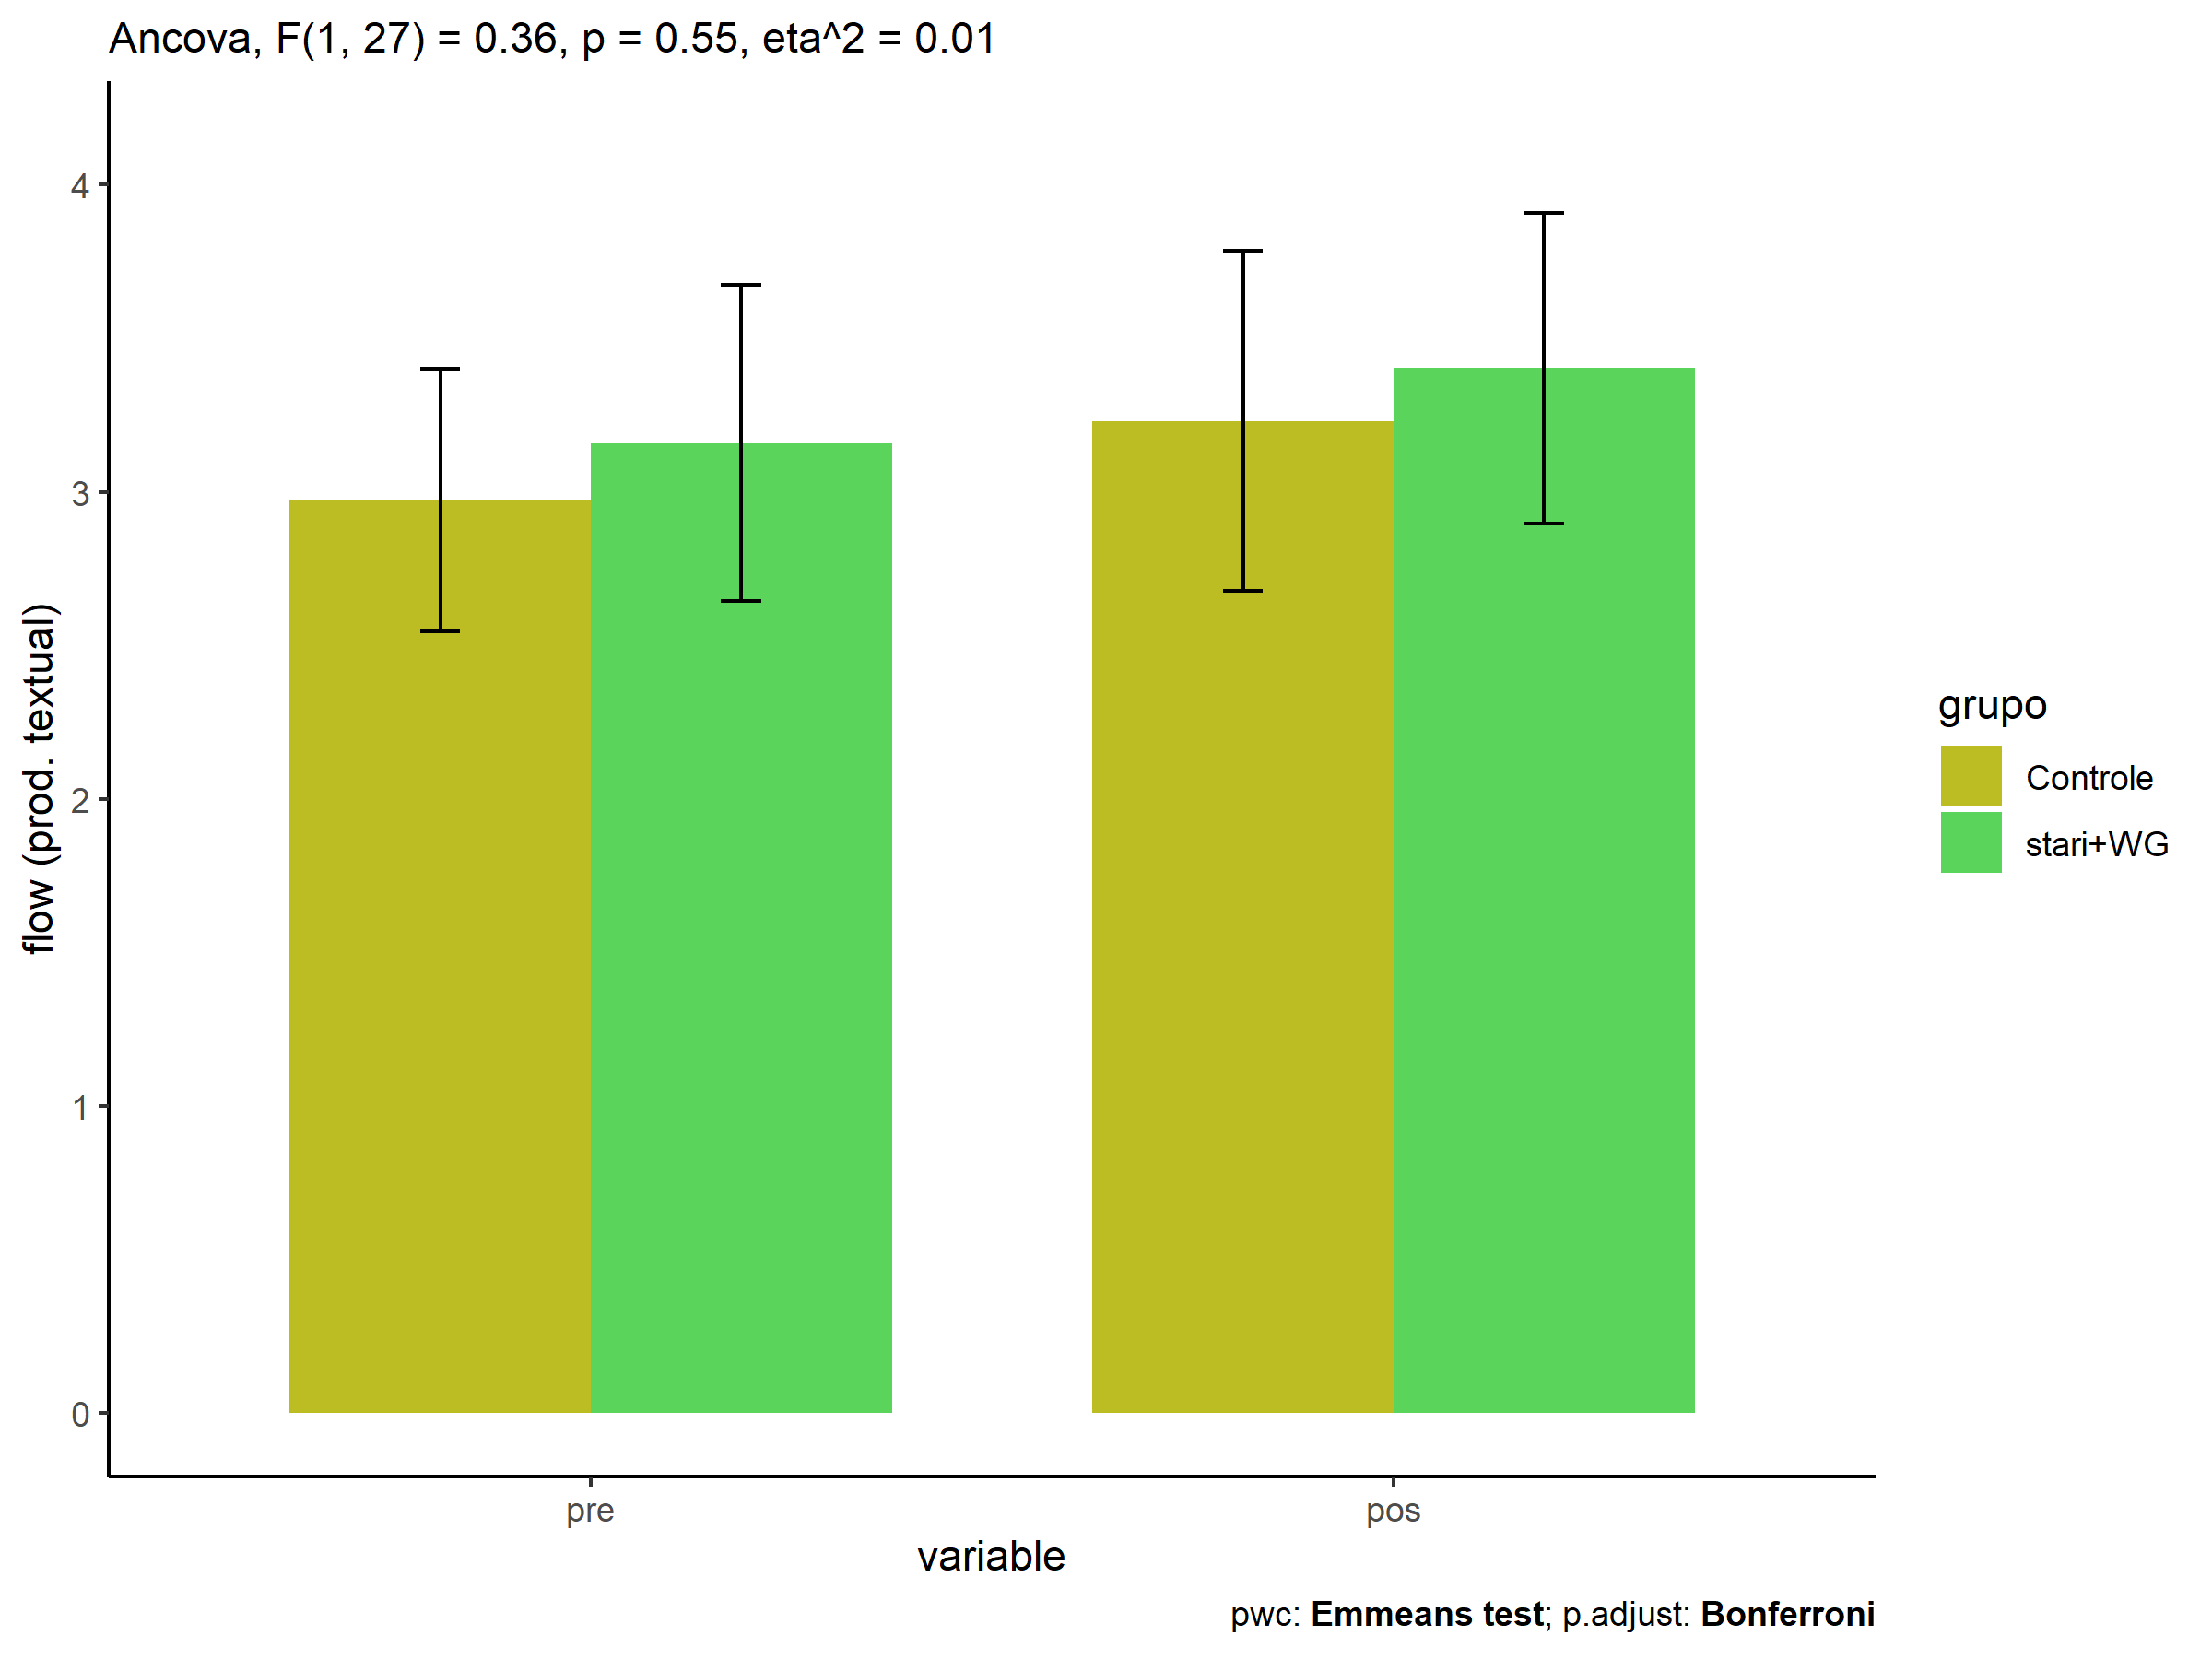 Ancova, F(1, 27) = 0.36, p = 0.55, eta^2 = 0.01
flow (prod. textual)
4
3
2
1
0
pre
pos
variable
grupo
Controle
stari+WG
pwc: Emmeans test; p.adjust: Bonferroni